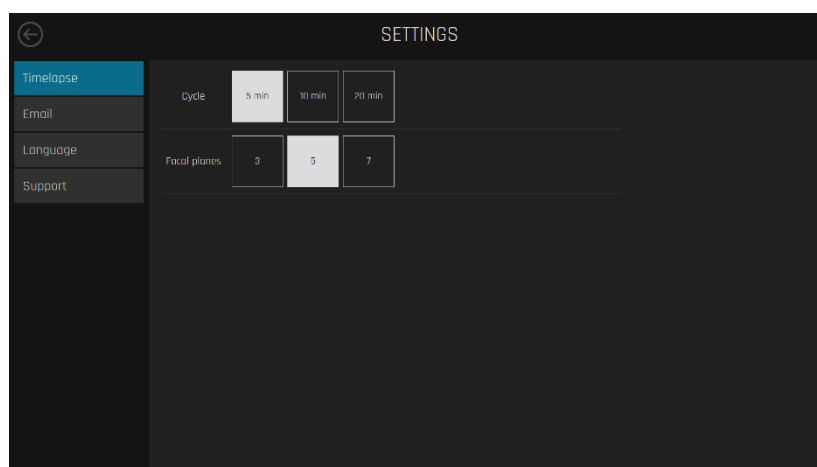 SETTINGS
Timelapse
Email
Language
Support
Cycle 5 min 10 min 20 min
Focal planes 3 5 7